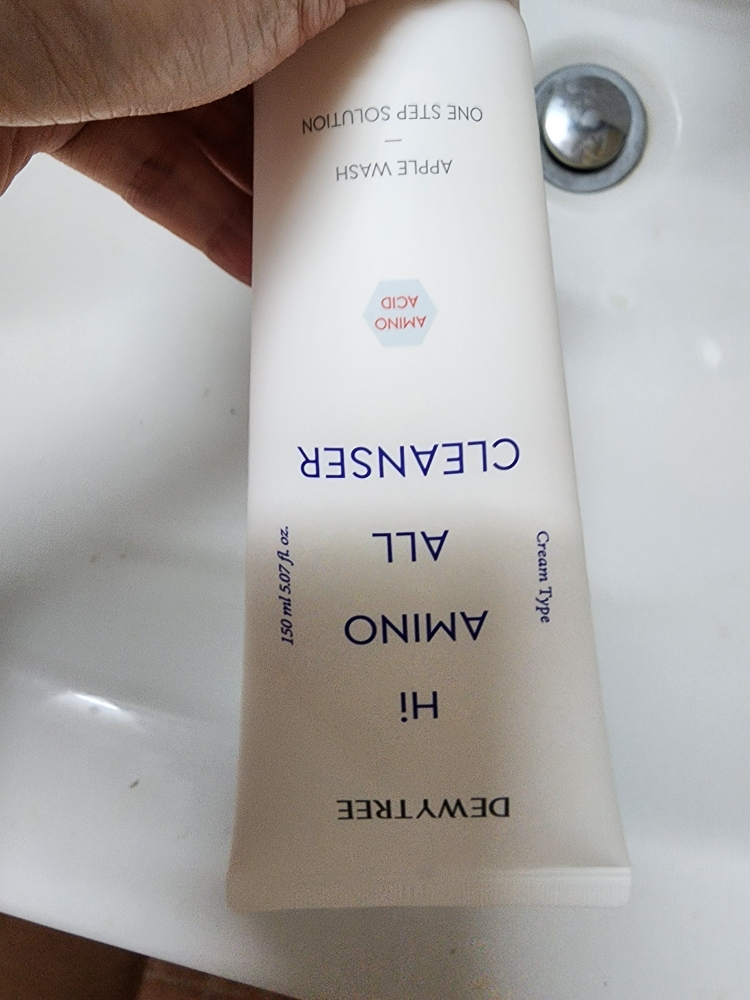 DEWYTREE
Hi
AMINO
ALL
CLEANSER
Cream Type
150 ml 5.07 fl. oz.
AMINO
ACID
APPLE WASH
—
ONE STEP SOLUTION